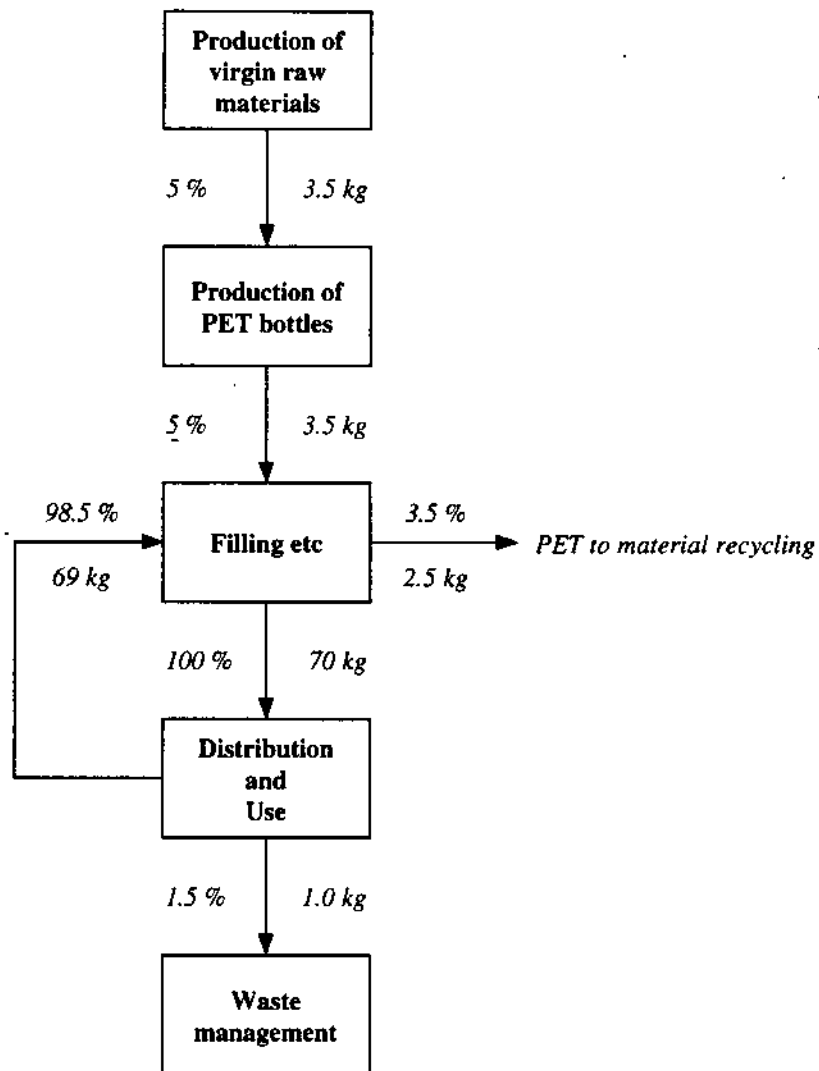 Production of
virgin raw
materials
5 % 3.5 kg
Production of
PET bottles
5 % 3.5 kg
98.5 % 3.5 %
Filling etc PET to material recycling
69 kg 2.5 kg
100 % 70 kg
Distribution
and
Use
1.5 % 1.0 kg
Waste
management